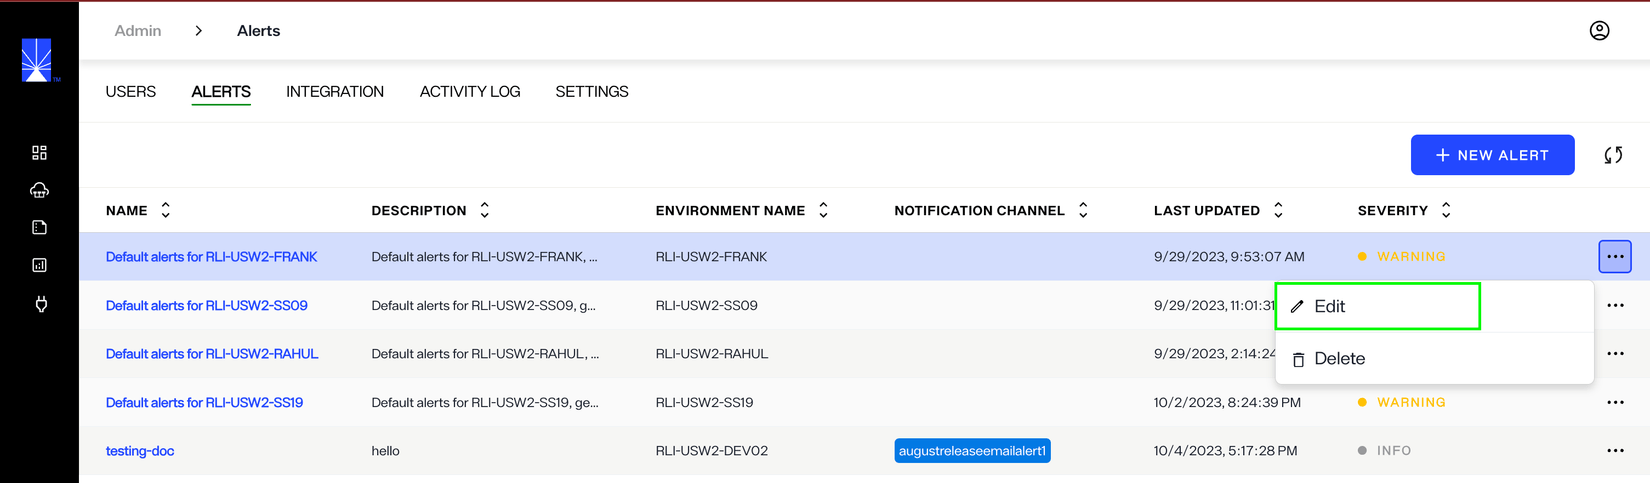 Admin > Alerts
TM
USERS ALERTS INTEGRATION ACTIVITY LOG SETTINGS
+ NEW ALERT
NAME DESCRIPTION ENVIRONMENT NAME NOTIFICATION CHANNEL LAST UPDATED SEVERITY
Default alerts for RLI-USW2-FRANK Default alerts for RLI-USW2-FRANK, ... RLI-USW2-FRANK 9/29/2023, 9:53:07 AM WARNING ...
Default alerts for RLI-USW2-SS09 Default alerts for RLI-USW2-SS09, g... RLI-USW2-SS09 9/29/2023, 11:01:31 Edit ...
Default alerts for RLI-USW2-RAHUL Default alerts for RLI-USW2-RAHUL, ... RLI-USW2-RAHUL 9/29/2023, 2:14:24 Delete ...
Default alerts for RLI-USW2-SS19 Default alerts for RLI-USW2-SS19, ge... RLI-USW2-SS19 10/2/2023, 8:24:39 PM WARNING ...
testing-doc hello RLI-USW2-DEV02 augustreleaseemailalert1 10/4/2023, 5:17:28 PM INFO ...